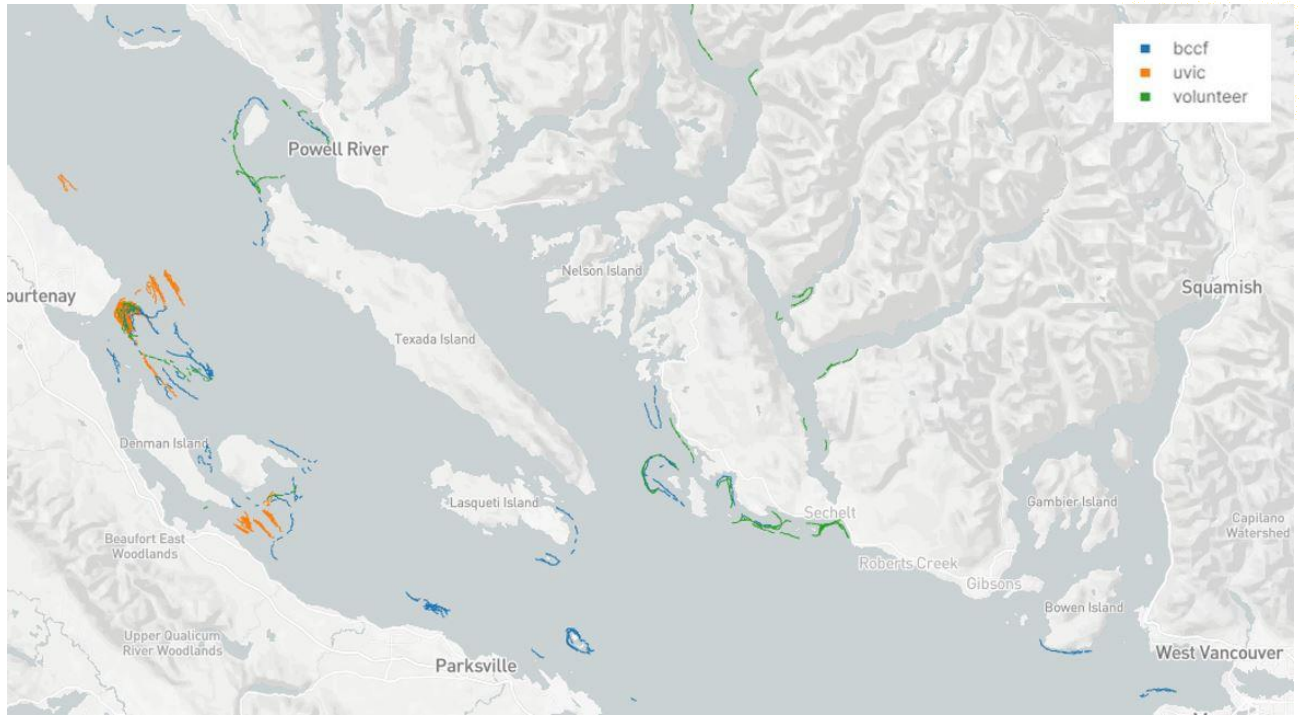 bccf
uvic
volunteer
Powell River
Nelson Island
Squamish
ourtenay
Texada Island
Denman Island
Lasqueti Island
Sechelt
Gambier Island
Capilano
Watershed
Beaufort East
Woodlands
Roberts Creek
Gibsons
Bowen Island
Upper Qualicum
River Woodlands
Parksville
West Vancouver